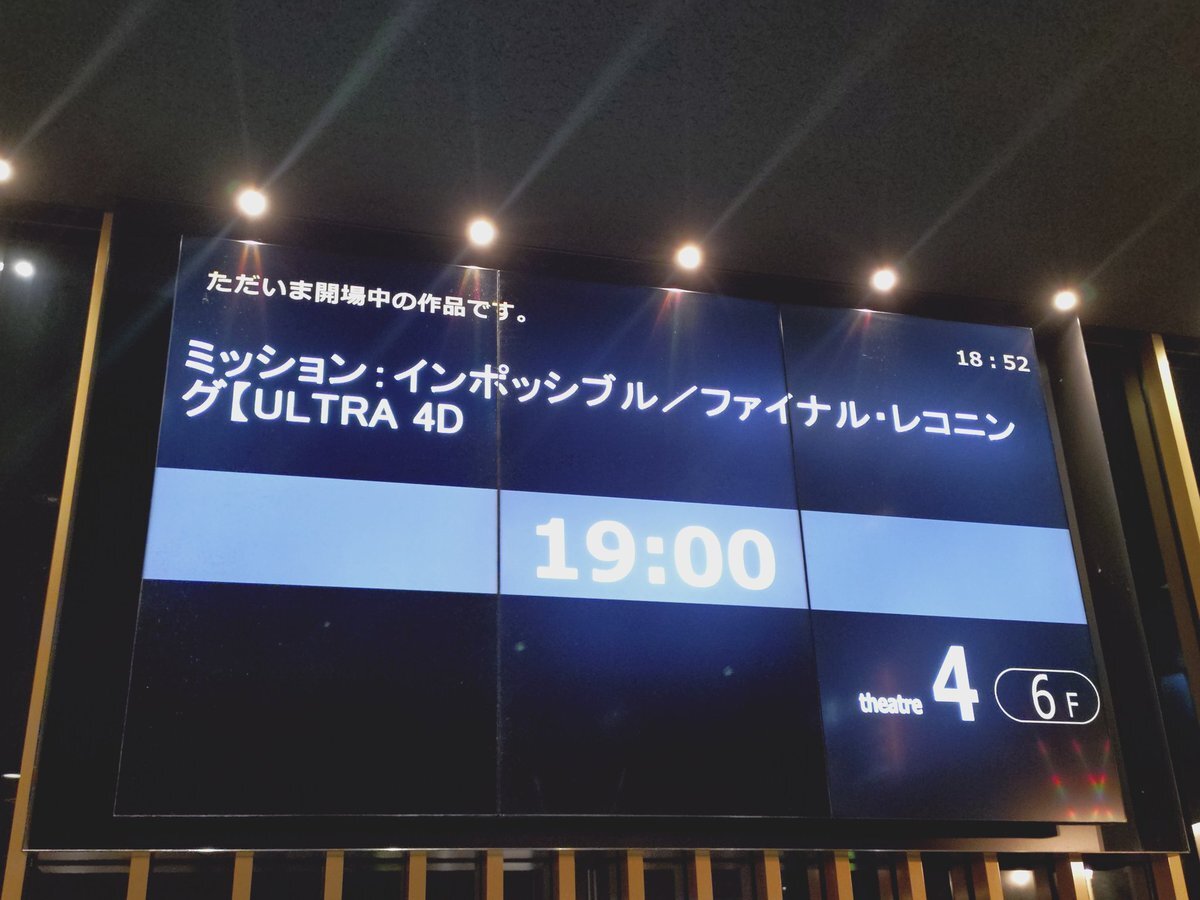 ただいま開場中の作品です。
18:52
ミッション:インポッシブル/ファイナル・レコニン
グ【ULTRA 4D
19:00
theatre 4 6F